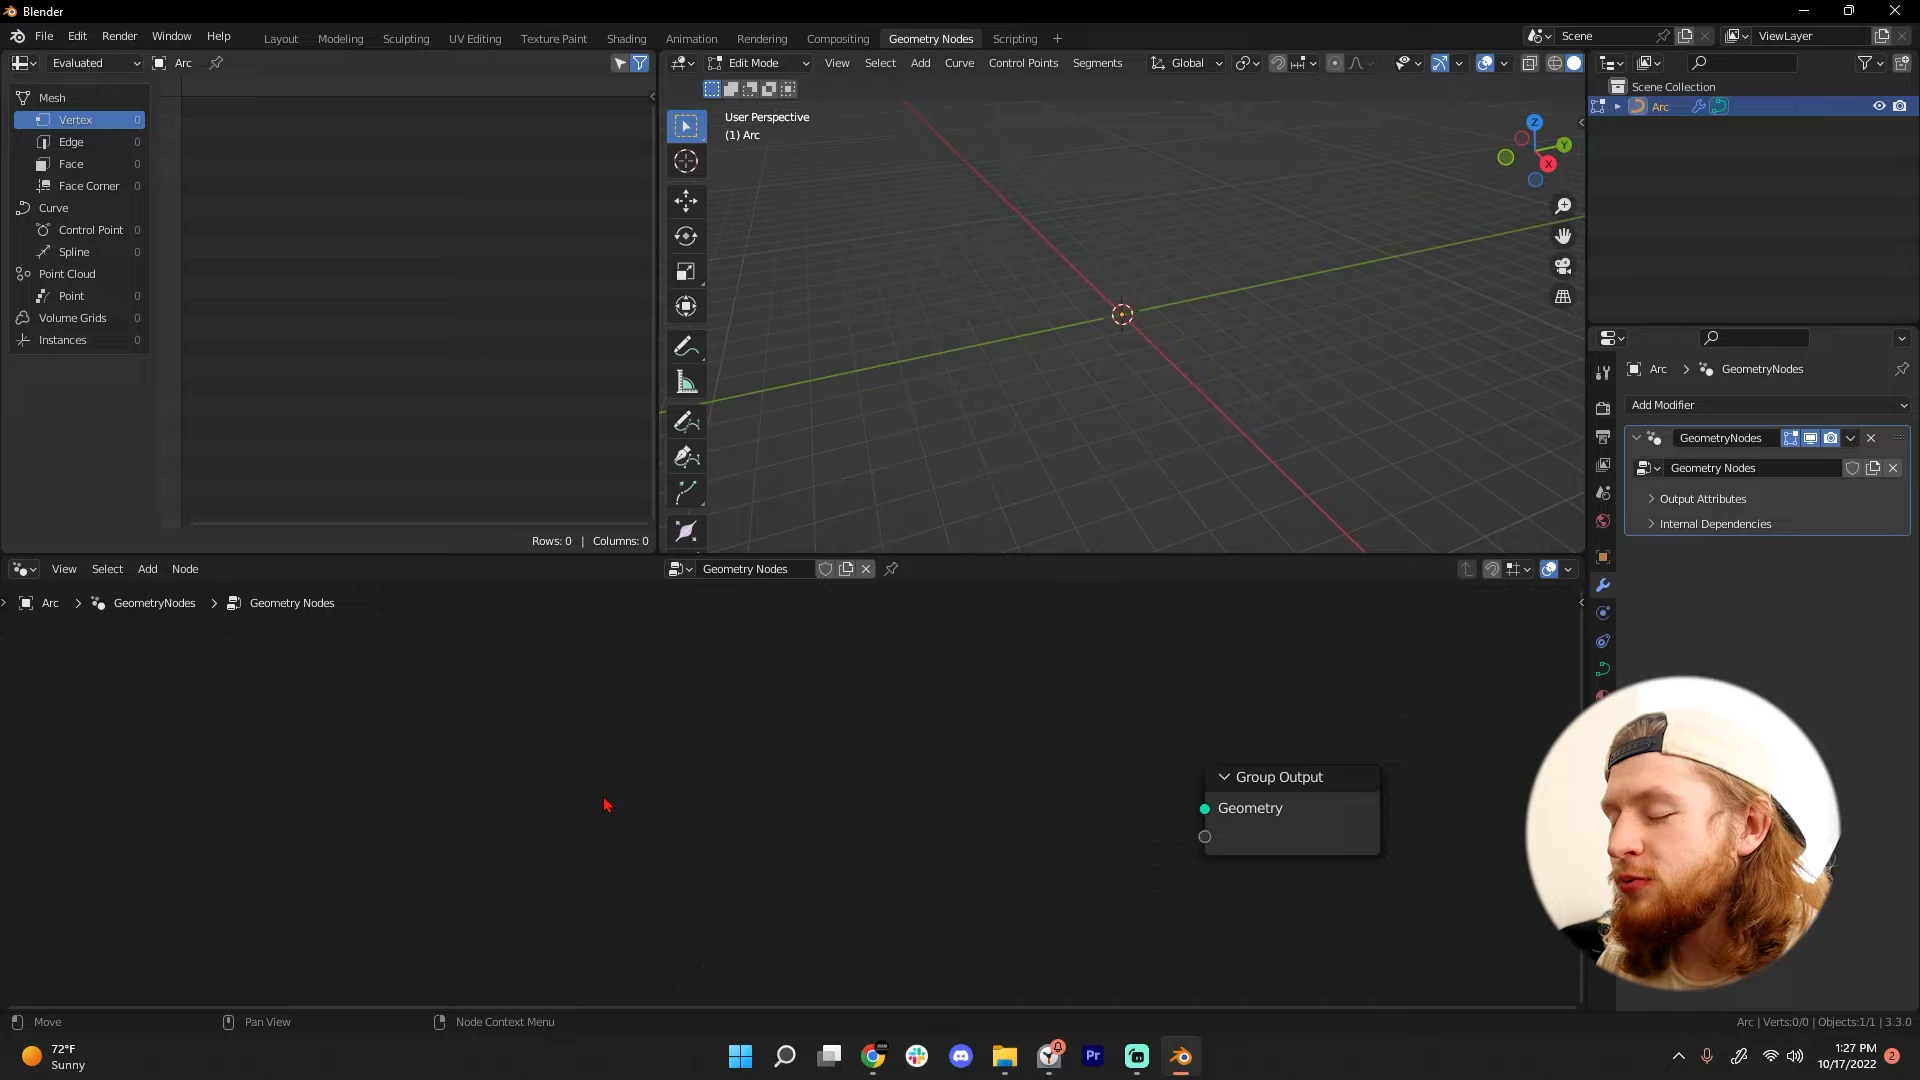 Blender
File Edit Render Window Help Layout Modeling Sculpting UV Editing Texture Paint Shading Animation Rendering Compositing Geometry Nodes Scripting + Scene ViewLayer
Evaluated Arc Edit Mode View Select Add Curve Control Points Segments Global
Mesh
Vertex 0
Edge 0
Face 0
Face Corner 0
Curve
Control Point 0
Spline 0
Point Cloud
Point 0
Volume Grids 0
Instances 0
Rows: 0 | Columns: 0
User Perspective
(1) Arc
Z
Y
X
Scene Collection
Arc
Arc > GeometryNodes
Add Modifier
GeometryNodes
Geometry Nodes
Output Attributes
Internal Dependencies
View Select Add Node Geometry Nodes
Arc > GeometryNodes > Geometry Nodes
Group Output
Geometry
Move Pan View Node Context Menu Arc | Verts:0/0 | Objects:1/1 | 3.3.0
72°F
Sunny
Pr
1:27 PM
10/17/2022
2